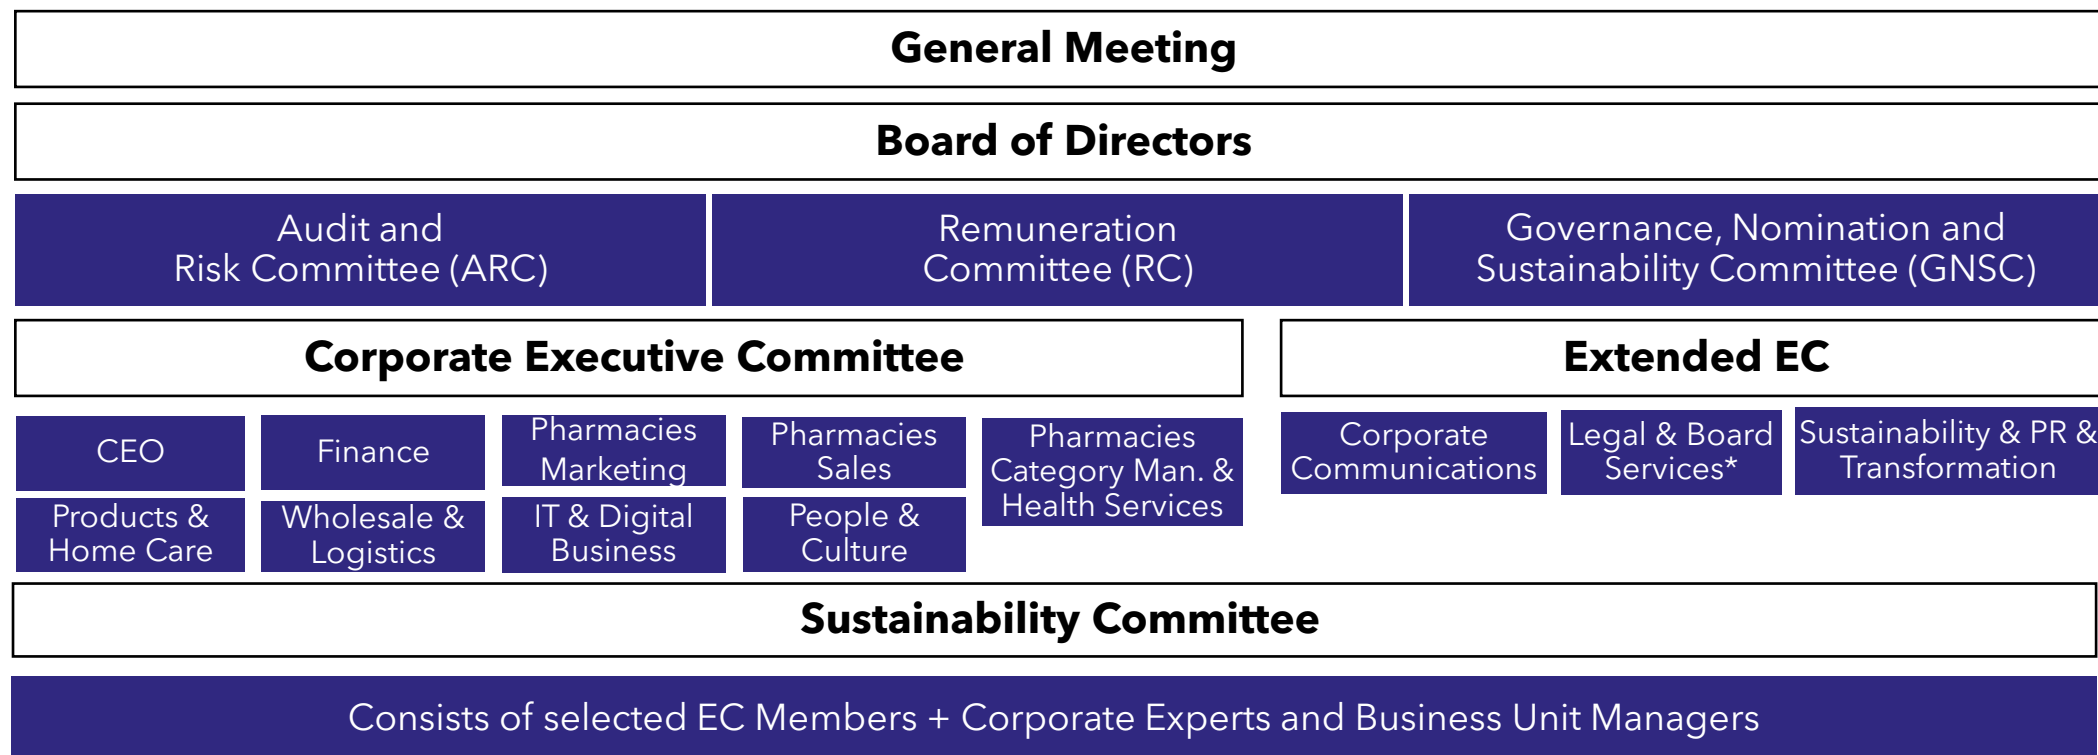 General Meeting
Board of Directors
Audit and
Risk Committee (ARC)
Remuneration
Committee (RC)
Governance, Nomination and
Sustainability Committee (GNSC)
Corporate Executive Committee
Extended EC
CEO
Finance
Pharmacies
Marketing
Pharmacies
Sales
Pharmacies
Category Man. &
Health Services
Corporate
Communications
Legal & Board
Services*
Sustainability & PR &
Transformation
Products &
Home Care
Wholesale &
Logistics
IT & Digital
Business
People &
Culture
Sustainability Committee
Consists of selected EC Members + Corporate Experts and Business Unit Managers